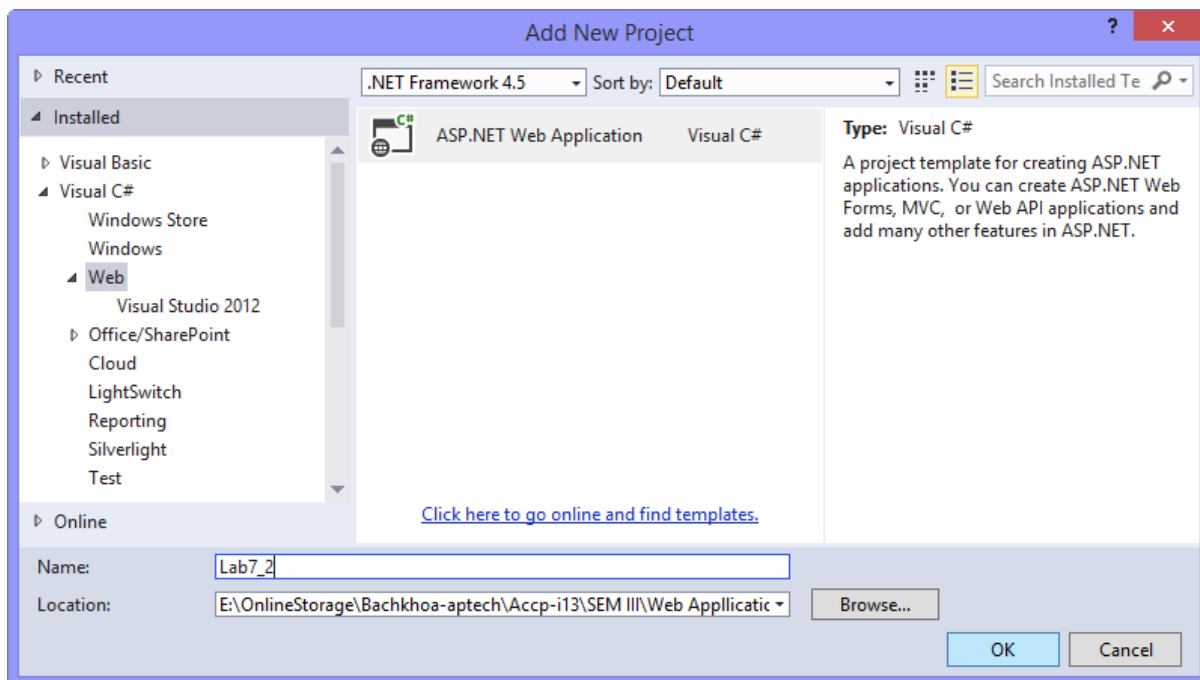 Add New Project
?
Recent
.NET Framework 4.5
Sort by:
Default
Search Installed Te
Installed
Visual Basic
Visual C#
Windows Store
Windows
Web
Visual Studio 2012
Office/SharePoint
Cloud
LightSwitch
Reporting
Silverlight
Test
Online
C#
ASP.NET Web Application
Visual C#
Click here to go online and find templates.
Type: Visual C#
A project template for creating ASP.NET
applications. You can create ASP.NET Web
Forms, MVC, or Web API applications and
add many other features in ASP.NET.
Name:
Lab7_2
Location:
E:\OnlineStorage\Bachkhoa-aptech\Accp-i13\SEM III\Web Appllicatic
Browse...
OK
Cancel